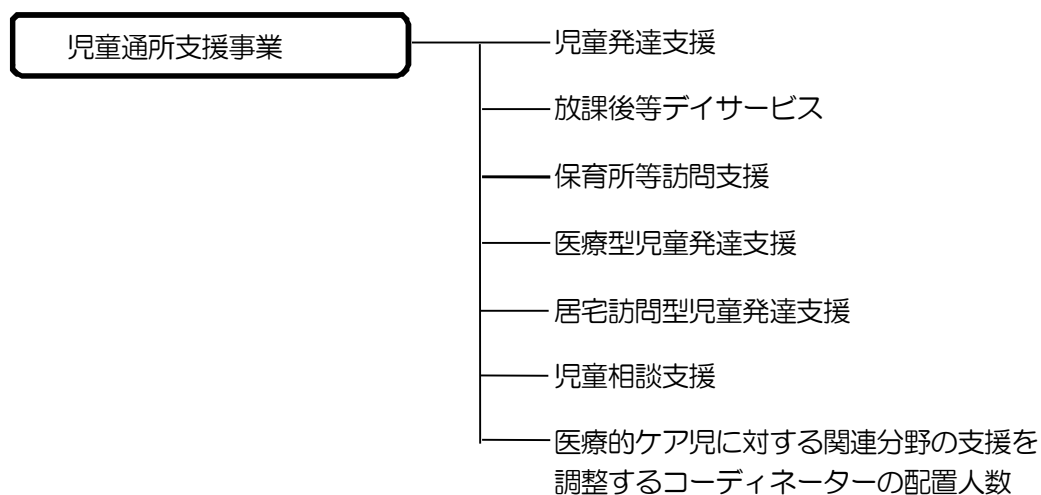 児童通所支援事業
児童発達支援
放課後等デイサービス
保育所等訪問支援
医療型児童発達支援
居宅訪問型児童発達支援
児童相談支援
医療的ケア児に対する関連分野の支援を
調整するコーディネーターの配置人数